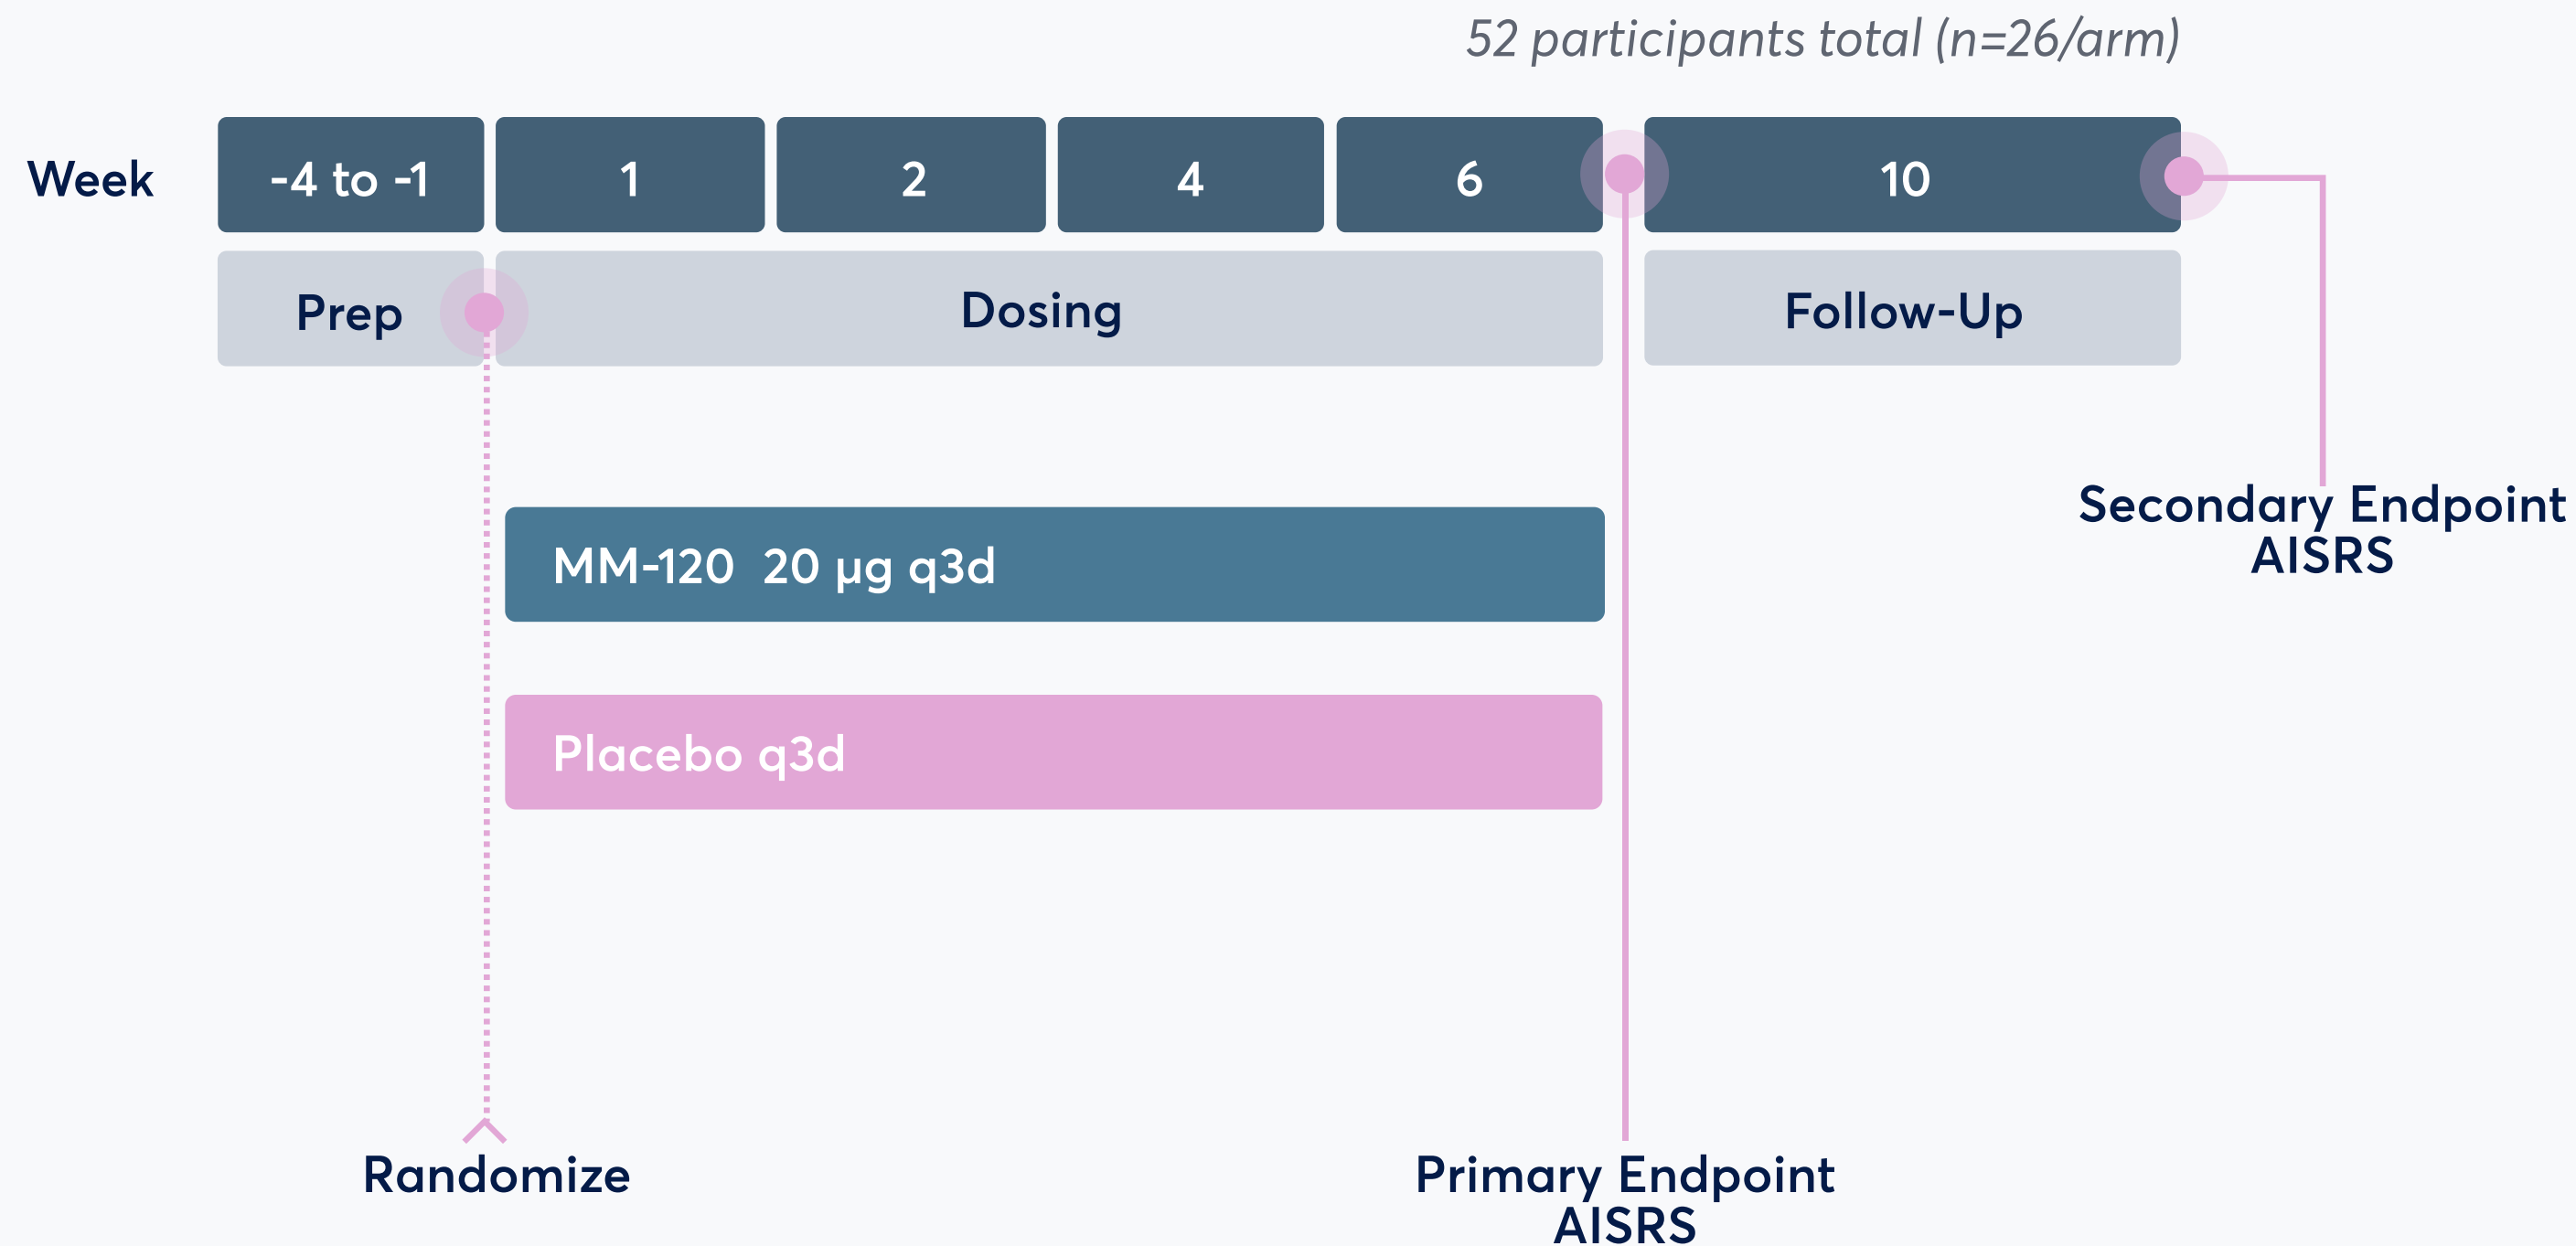 52 participants total (n=26/arm)
Week -4 to -1 1 2 4 6 10
Prep Dosing Follow-Up
Secondary Endpoint
AISRS
MM-120 20 µg q3d
Placebo q3d
Randomize
Primary Endpoint
AISRS